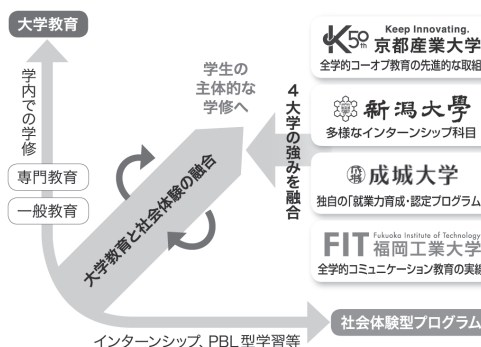 大学教育
学内での学修
専門教育
一般教育
学生の
主体的な
学修へ
大学教育と社会体験の融合
4大学の強みを融合
Keep Innovating.
K50th 京都産業大学
全学的コーオプ教育の先進的な取組
新潟大學
多様なインターンシップ科目
成城大学
独自の「就業力育成・認定プログラム
Fukuoka Institute of Technology
FIT 福岡工業大学
全学的コミュニケーション教育の実績
社会体験型プログラム
インターンシップ、PBL型学習等